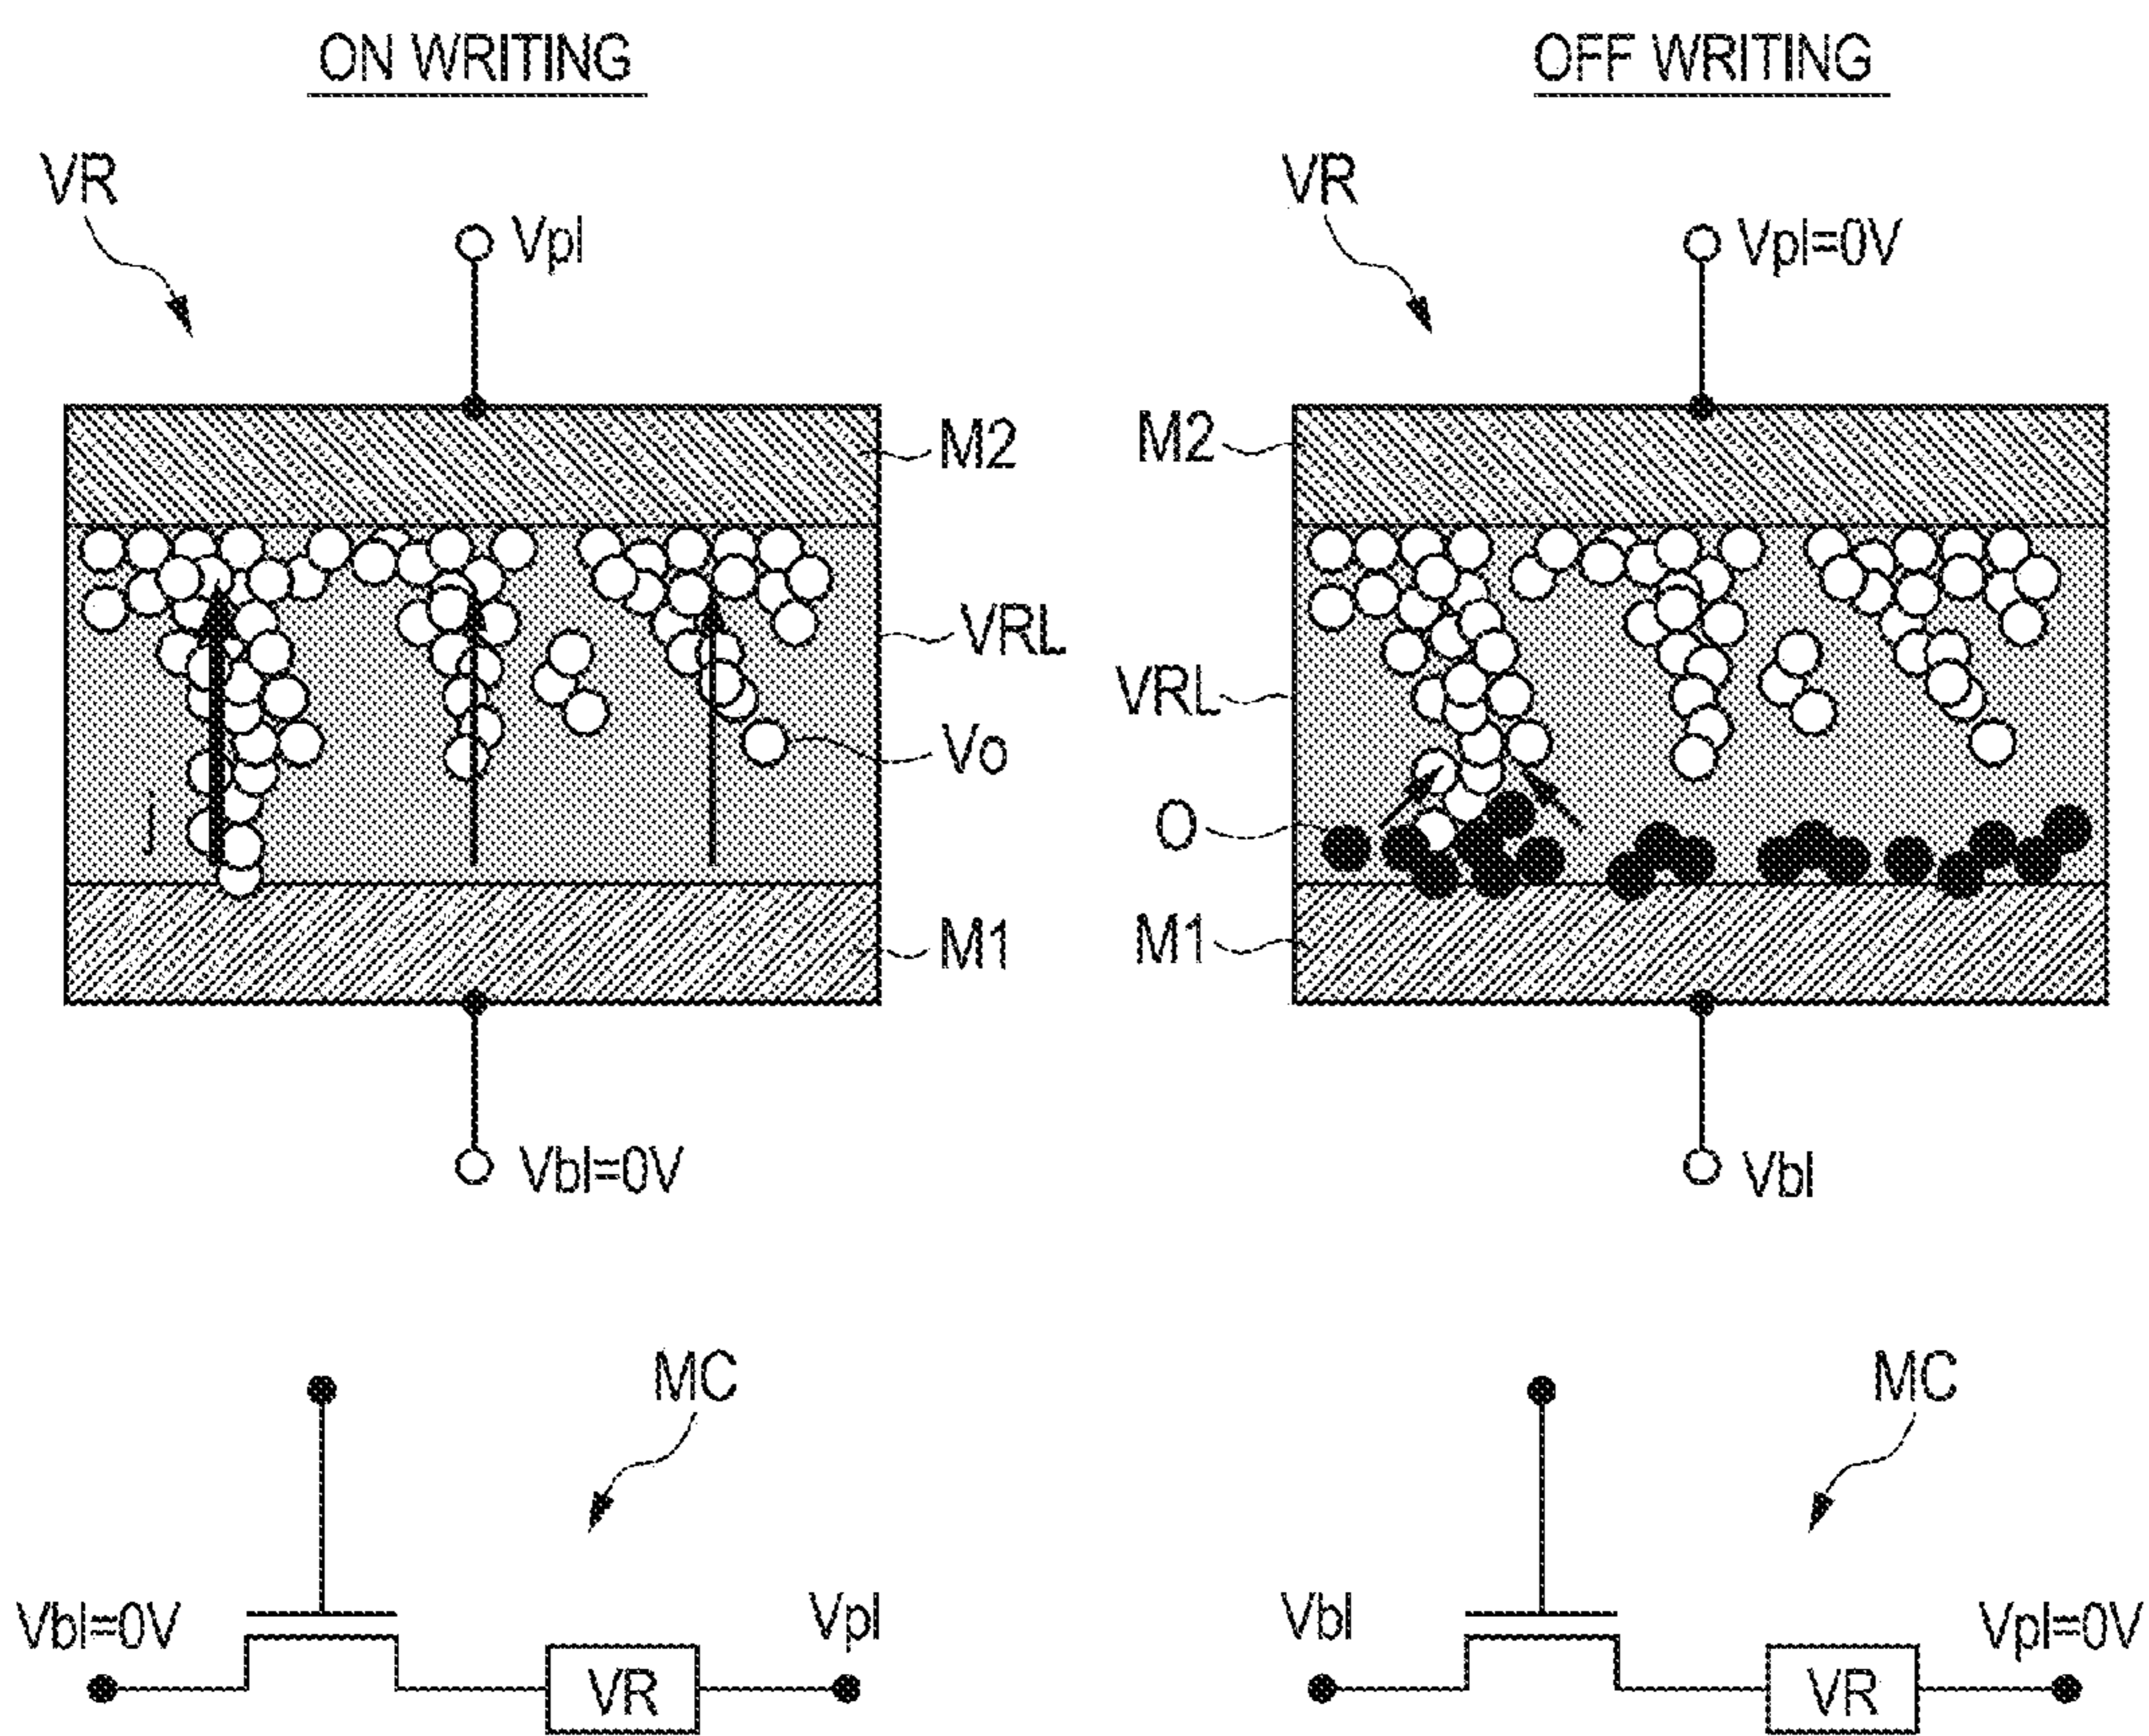 ON WRITING
OFF WRITING
VR
Vpl
VR
Vpl=0V
M2
M2
VRL
VRL
Vo
j
O
M1
M1
Vbl=0V
Vbl
MC
MC
Vbl=0V
Vpl
VR
Vbl
Vpl=0V
VR